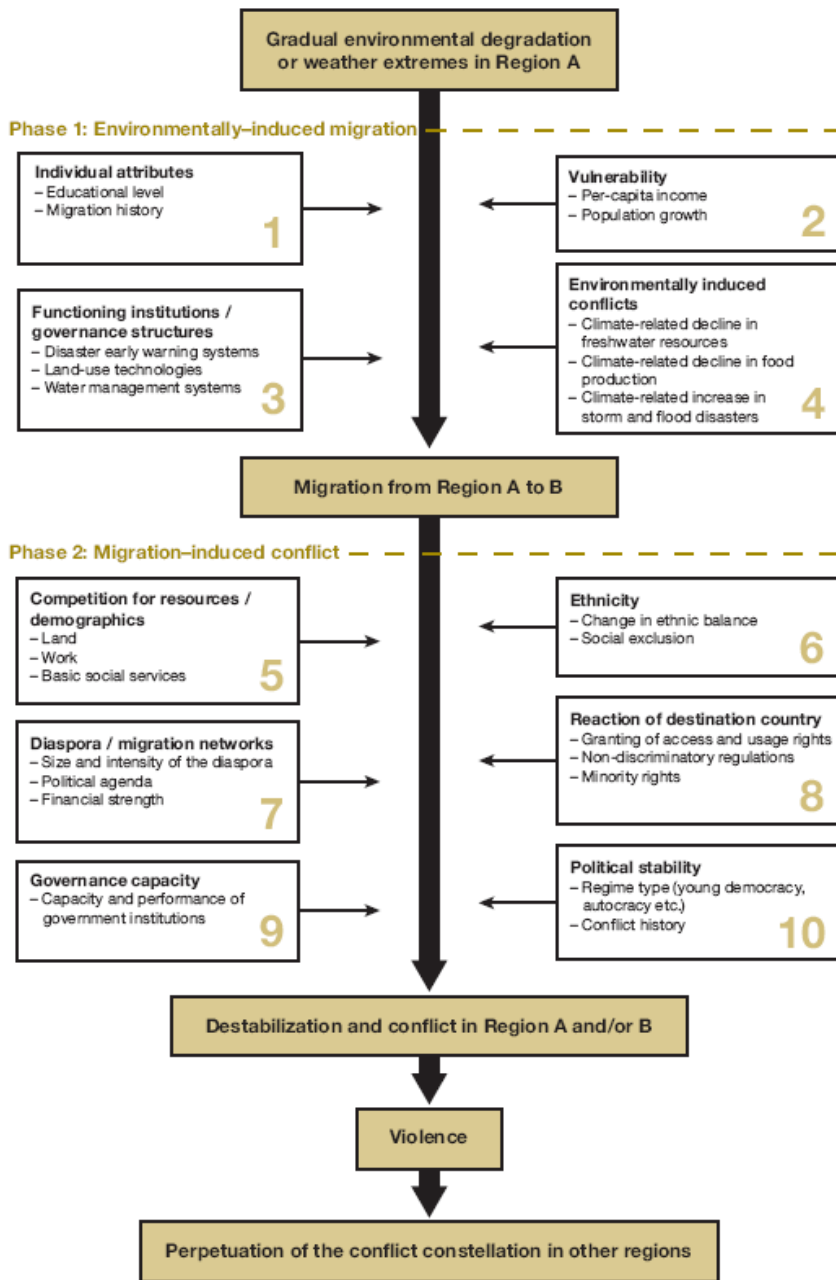 Gradual environmental degradation
or weather extremes in Region A
Phase 1: Environmentally–induced migration
Individual attributes
– Educational level
– Migration history
1
Vulnerability
– Per-capita income
– Population growth
2
Functioning institutions /
governance structures
– Disaster early warning systems
– Land-use technologies
– Water management systems
3
Environmentally induced
conflicts
– Climate-related decline in
freshwater resources
– Climate-related decline in food
production
– Climate-related increase in
storm and flood disasters
4
Migration from Region A to B
Phase 2: Migration–induced conflict
Competition for resources /
demographics
– Land
– Work
– Basic social services
5
Ethnicity
– Change in ethnic balance
– Social exclusion
6
Diaspora / migration networks
– Size and intensity of the diaspora
– Political agenda
– Financial strength
7
Reaction of destination country
– Granting of access and usage rights
– Non-discriminatory regulations
– Minority rights
8
Governance capacity
– Capacity and performance of
government institutions
9
Political stability
– Regime type (young democracy,
autocracy etc.)
– Conflict history
10
Destabilization and conflict in Region A and/or B
Violence
Perpetuation of the conflict constellation in other regions